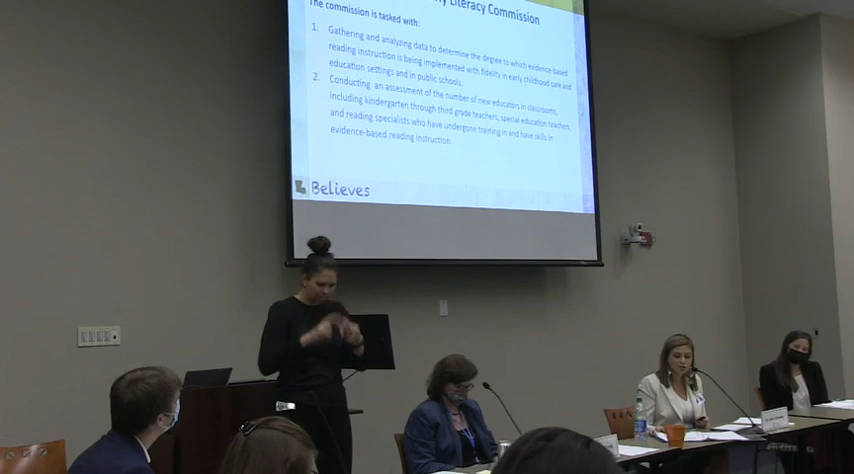 Literacy Commission
The commission is tasked with:
1. Gathering and analyzing data to determine the degree to which evidence-based
reading instruction is being implemented with fidelity in early childhood care and
education settings and in public schools.
2. Conducting an assessment of the number of new educators in classrooms,
including kindergarten through third grade teachers, special education teachers,
and reading specialists who have undergone training in and have skills in
evidence-based reading instruction
Believes